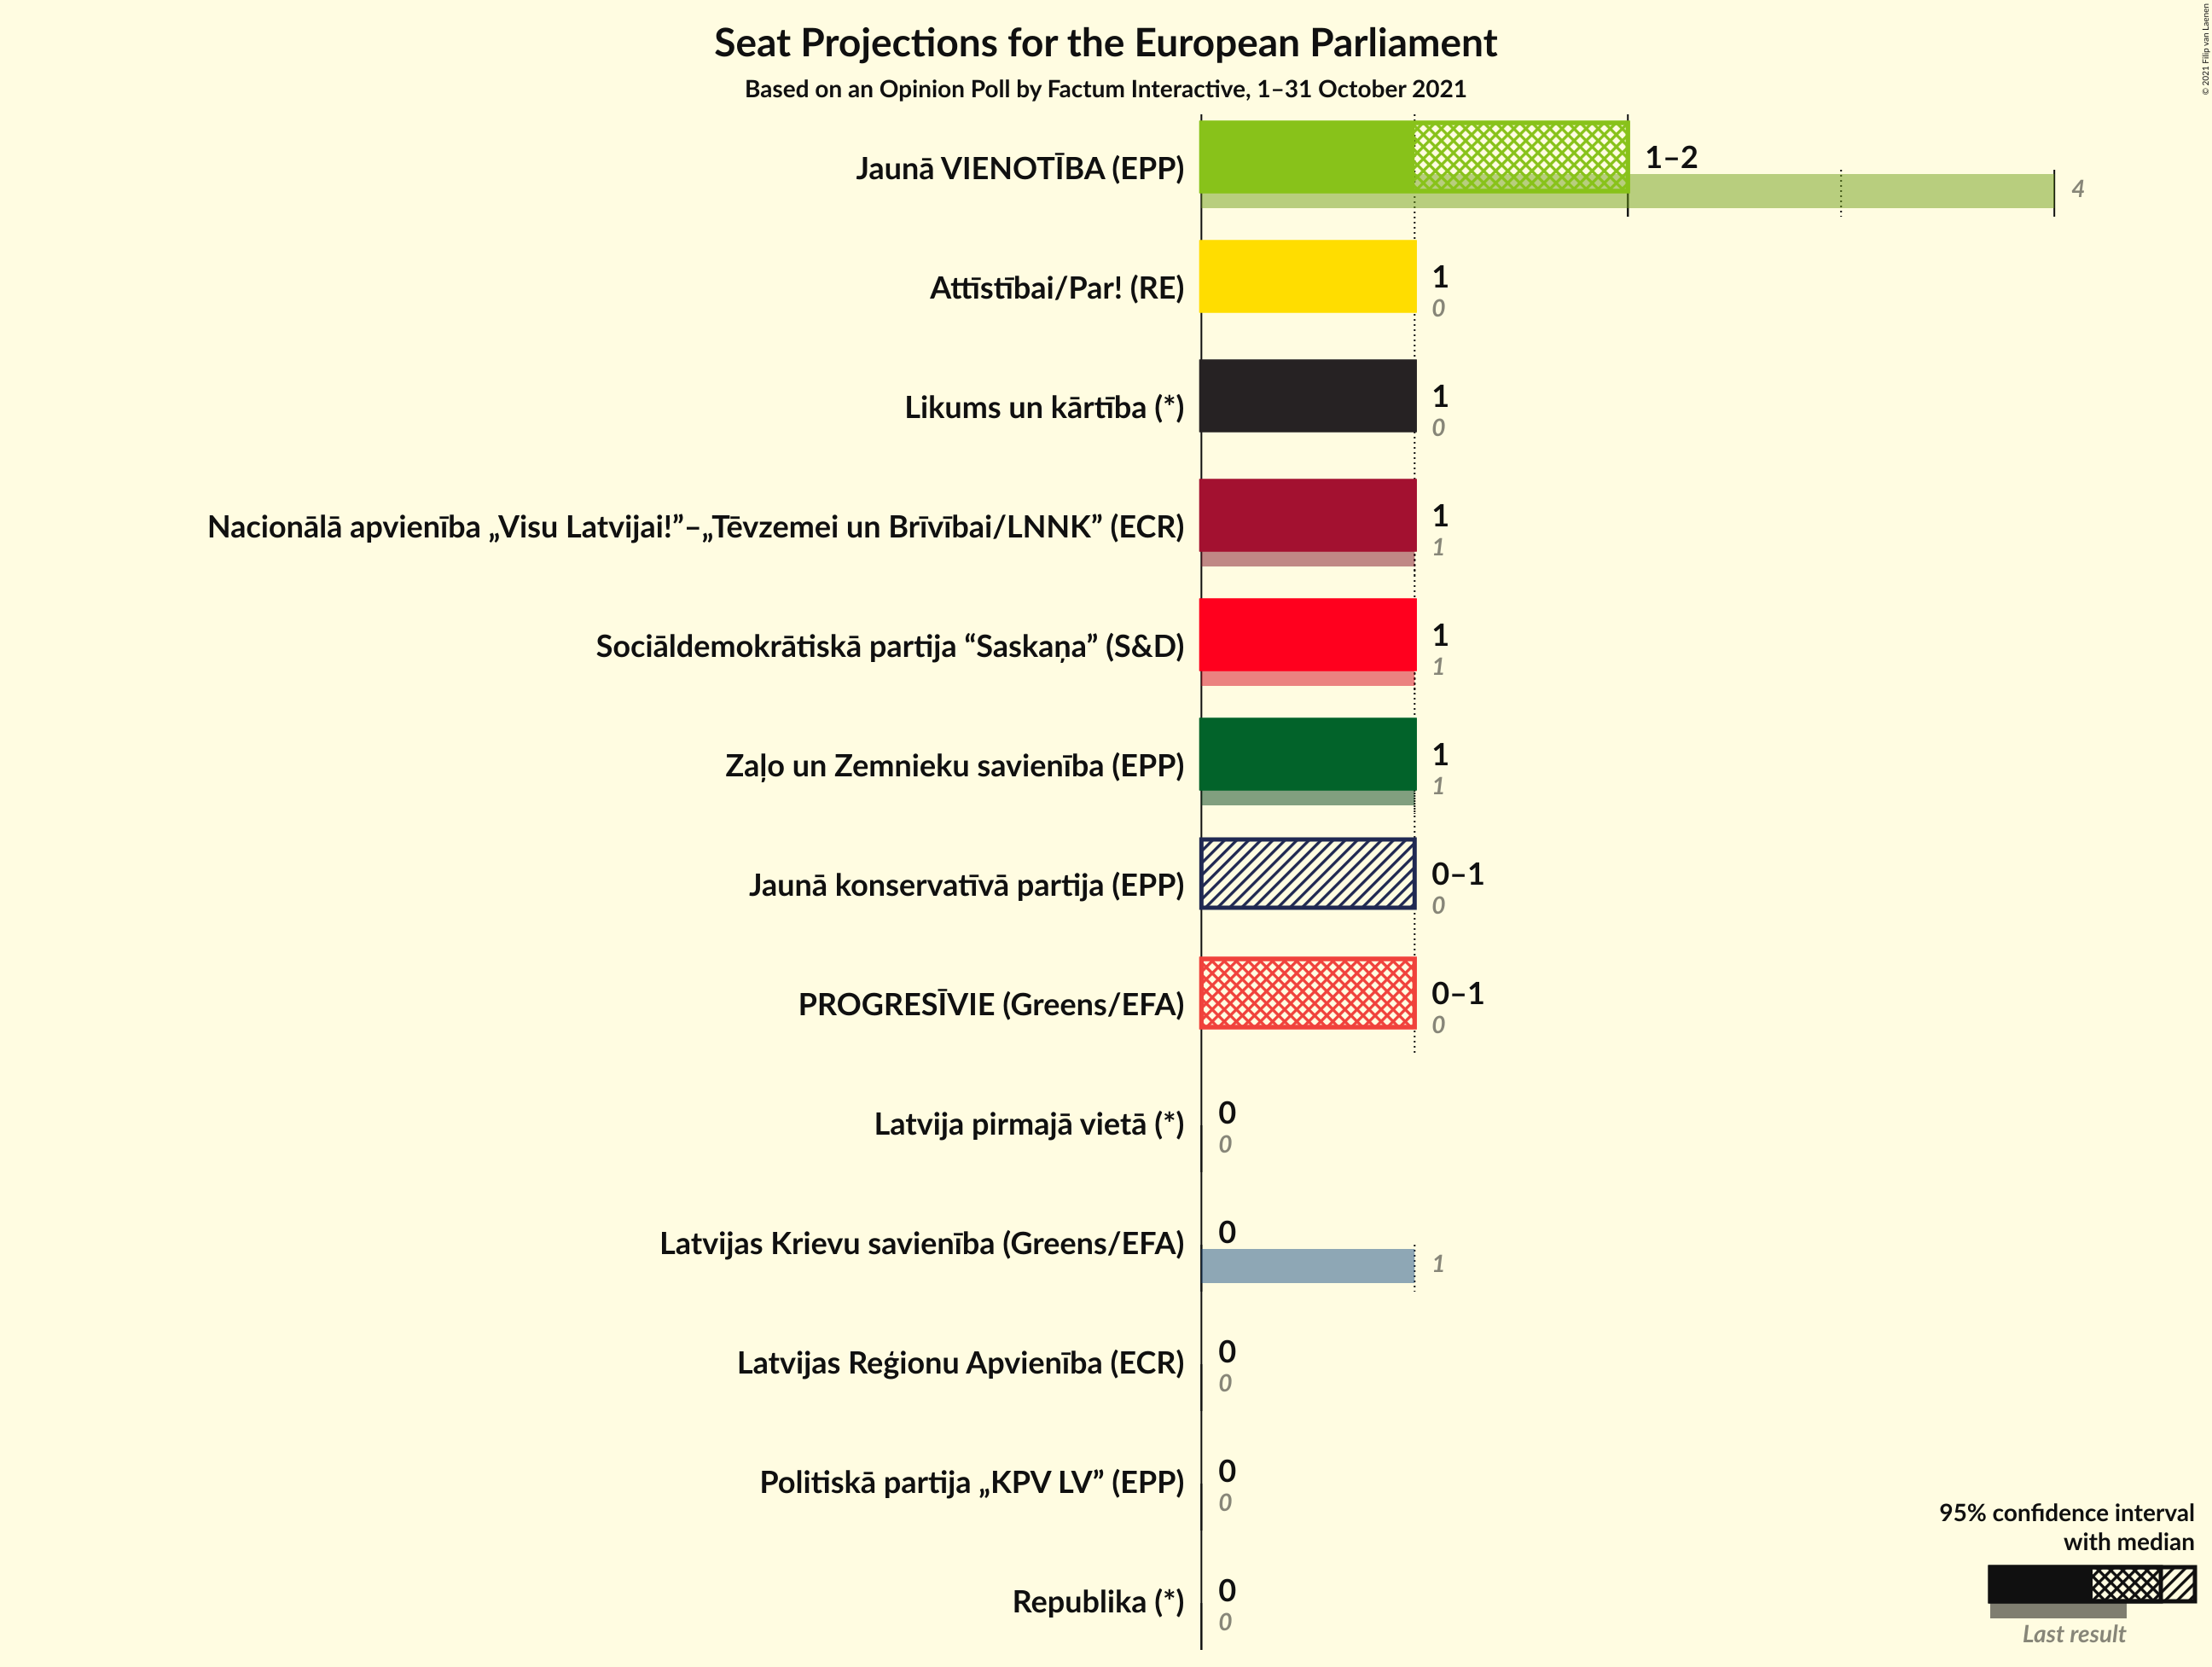 Seat Projections for the European Parliament
Based on an Opinion Poll by Factum Interactive, 1–31 October 2021
© 2021 Filip van Laenen
Jaunā VIENOTĪBA (EPP)
1–2
4
Attīstībai/Par! (RE)
1
0
Likums un kārtība (*)
1
0
Nacionālā apvienība „Visu Latvijai!”–„Tēvzemei un Brīvībai/LNNK” (ECR)
1
1
Sociāldemokrātiskā partija “Saskaņa” (S&D)
1
1
Zaļo un Zemnieku savienība (EPP)
1
1
Jaunā konservatīvā partija (EPP)
0–1
0
PROGRESĪVIE (Greens/EFA)
0–1
0
Latvija pirmajā vietā (*)
0
0
Latvijas Krievu savienība (Greens/EFA)
0
1
Latvijas Reģionu Apvienība (ECR)
0
0
Politiskā partija „KPV LV” (EPP)
0
0
Republika (*)
0
0
95% confidence interval
with median
Last result